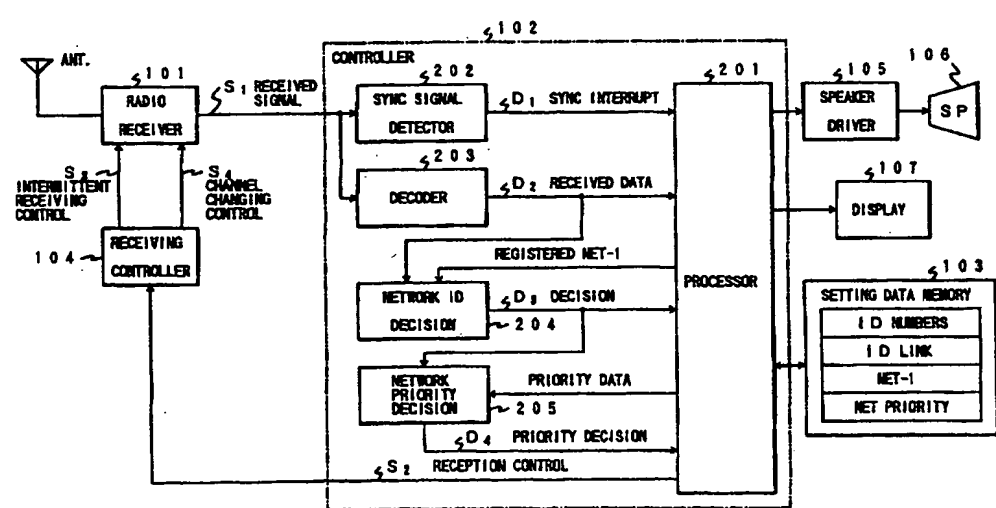 102
ANT.
CONTROLLER
106
101
202
201
105
RADIO
RECEIVER
S1 RECEIVED
SIGNAL
SYNC SIGNAL
DETECTOR
D1 SYNC INTERRUPT
SPEAKER
DRIVER
SP
203
S3
INTERMITTENT
RECEIVING
CONTROL
S4
CHANNEL
CHANGING
CONTROL
DECODER
D2 RECEIVED DATA
107
DISPLAY
104
RECEIVING
CONTROLLER
REGISTERED NET-1
PROCESSOR
103
NETWORK ID
DECISION
D3 DECISION
204
SETTING DATA MEMORY
ID NUMBERS
ID LINK
NET-1
NET PRIORITY
NETWORK
PRIORITY
DECISION
PRIORITY DATA
205
D4 PRIORITY DECISION
S2 RECEPTION CONTROL